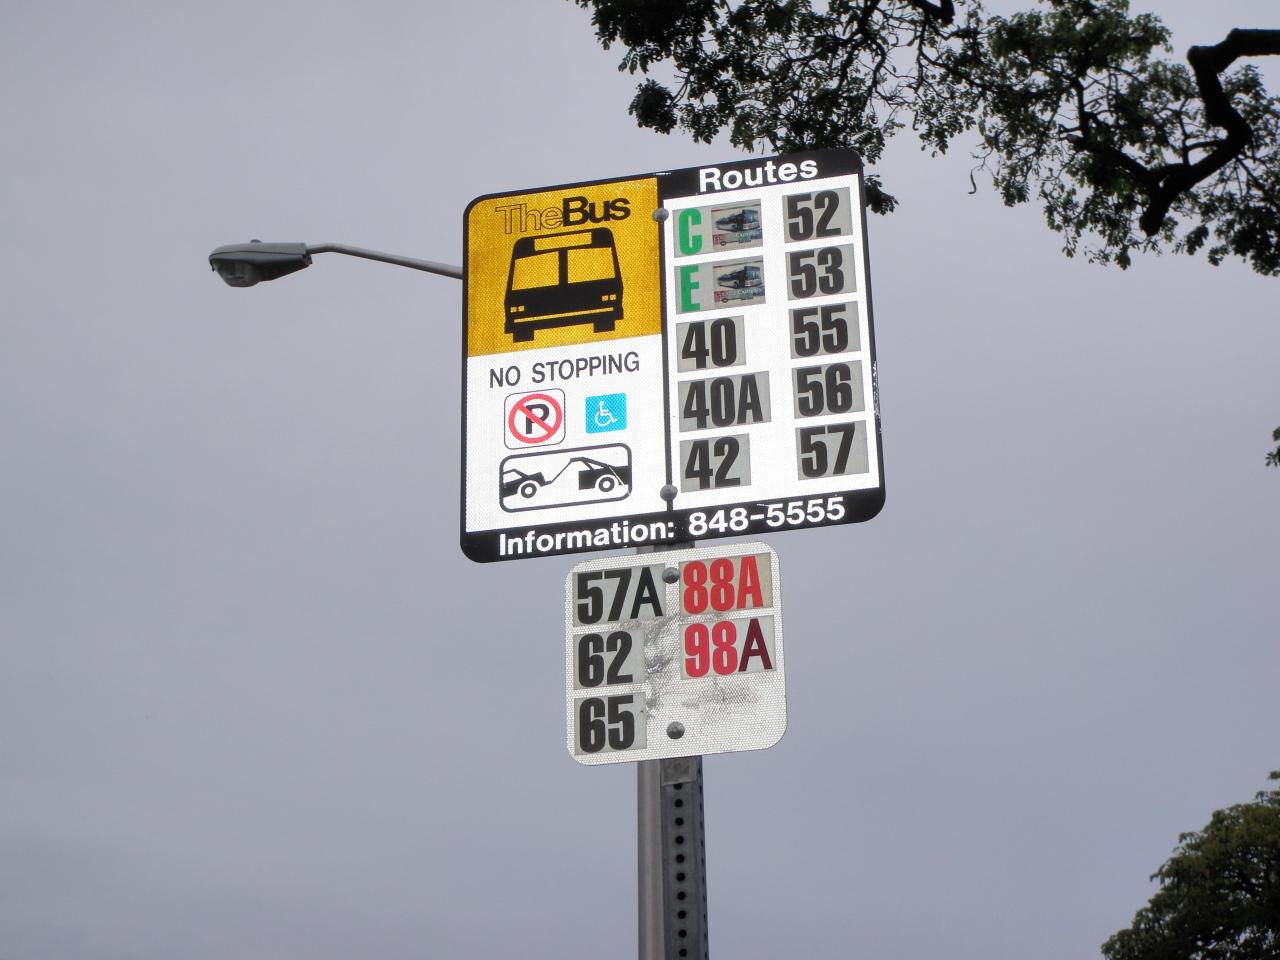 TheBus
NO STOPPING
P
Routes
C 52
E 53
40 55
40A 56
42 57
Information: 848-5555
57A 88A
62 98A
65